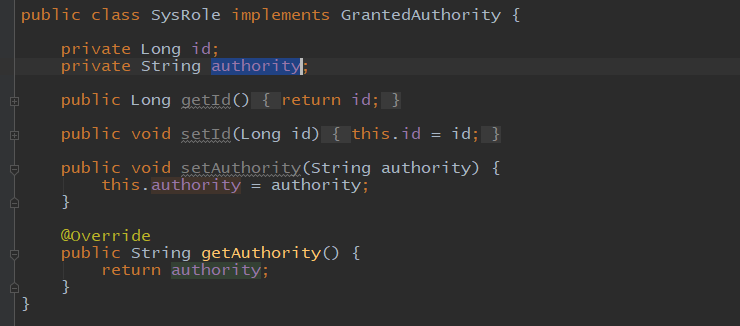 public class SysRole implements GrantedAuthority {
private Long id;
private String authority;
public Long getId() { return id; }
public void setId(Long id) { this.id = id; }
public void setAuthority(String authority) {
this.authority = authority;
}
@Override
public String getAuthority() {
return authority;
}
}